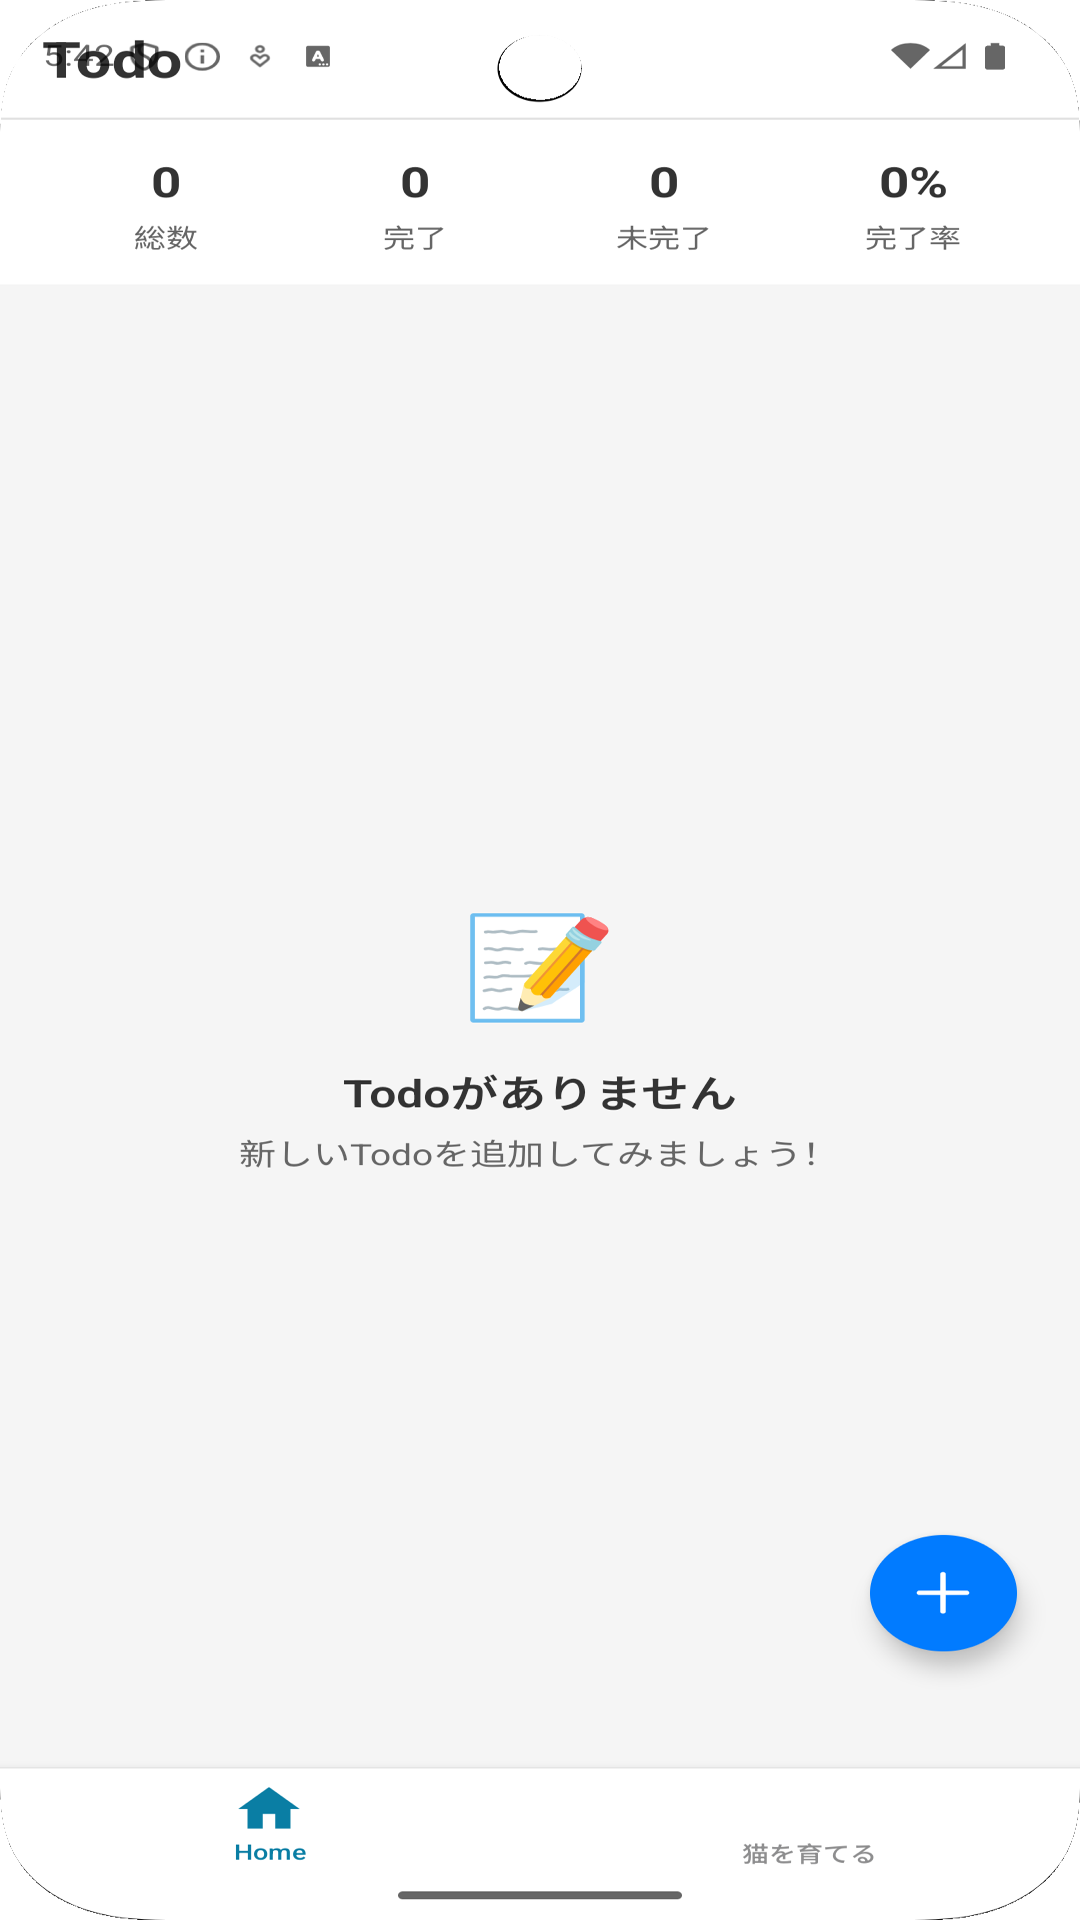 5:42
Todo
0 0 0 0%
総数 完了 未完了 完了率
Todoがありません
新しいTodoを追加してみましょう！
Home 猫を育てる